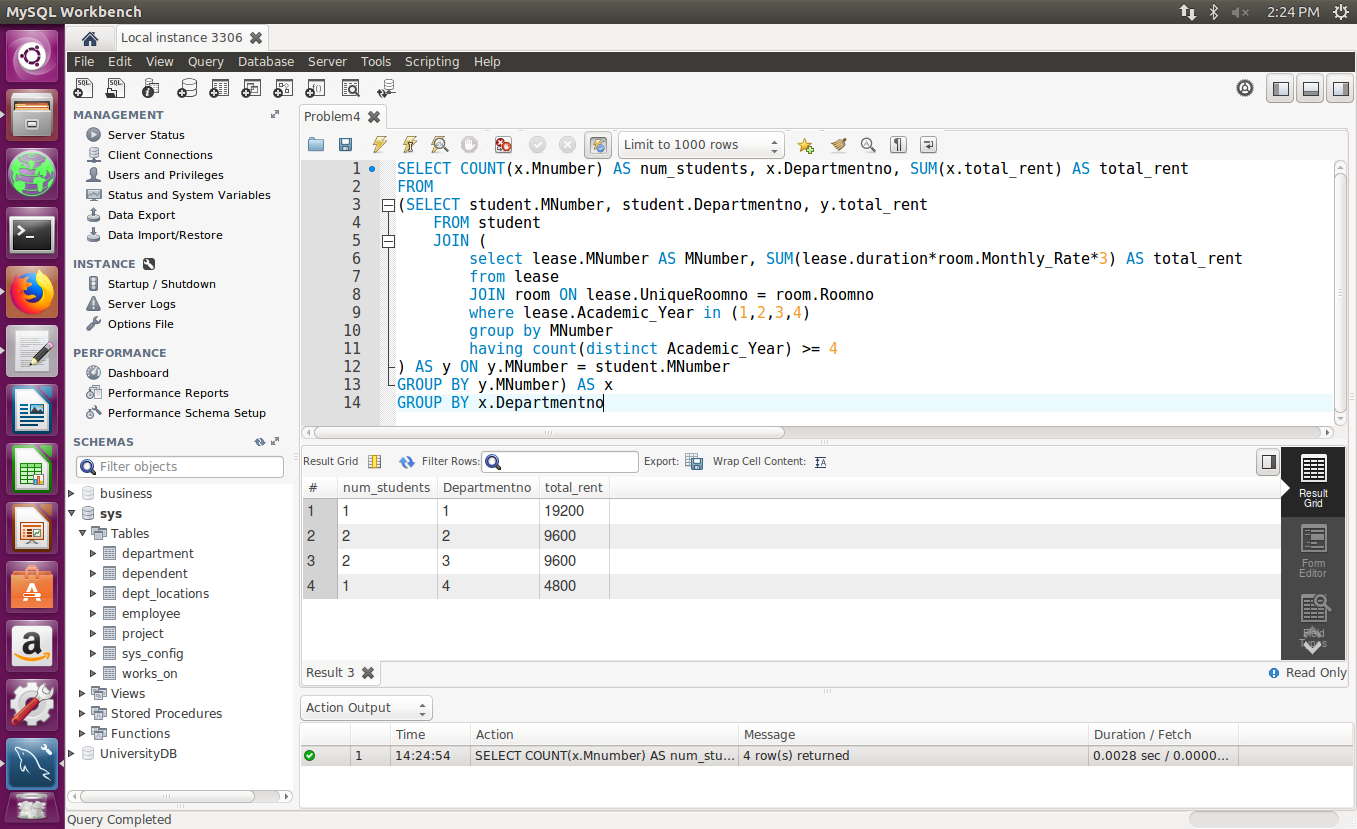 MySQL Workbench
2:24 PM
Local instance 3306
File Edit View Query Database Server Tools Scripting Help
MANAGEMENT
Server Status
Client Connections
Users and Privileges
Status and System Variables
Data Export
Data Import/Restore
INSTANCE
Startup / Shutdown
Server Logs
Options File
PERFORMANCE
Dashboard
Performance Reports
Performance Schema Setup
SCHEMAS
Filter objects
business
sys
Tables
department
dependent
dept_locations
employee
project
sys_config
works_on
Views
Stored Procedures
Functions
UniversityDB
Problem4
Limit to 1000 rows
1 SELECT COUNT(x.Mnumber) AS num_students, x.Departmentno, SUM(x.total_rent) AS total_rent
2 FROM
3 (SELECT student.MNumber, student.Departmentno, y.total_rent
4 FROM student
5 JOIN (
6 select lease.MNumber AS MNumber, SUM(lease.duration*room.Monthly_Rate*3) AS total_rent
7 from lease
8 JOIN room ON lease.UniqueRoomno = room.Roomno
9 where lease.Academic_Year in (1,2,3,4)
10 group by MNumber
11 having count(distinct Academic_Year) >= 4
12 ) AS y ON y.MNumber = student.MNumber
13 GROUP BY y.MNumber) AS x
14 GROUP BY x.Departmentno
Result Grid Filter Rows: Export: Wrap Cell Content:
# num_students Departmentno total_rent
1 1 1 19200
2 2 2 9600
3 2 3 9600
4 1 4 4800
Result
Grid
Form
Editor
Field
Types
Result 3
Read Only
Action Output
Time Action Message Duration / Fetch
1 14:24:54 SELECT COUNT(x.Mnumber) AS num_stu... 4 row(s) returned 0.0028 sec / 0.0000...
Query Completed